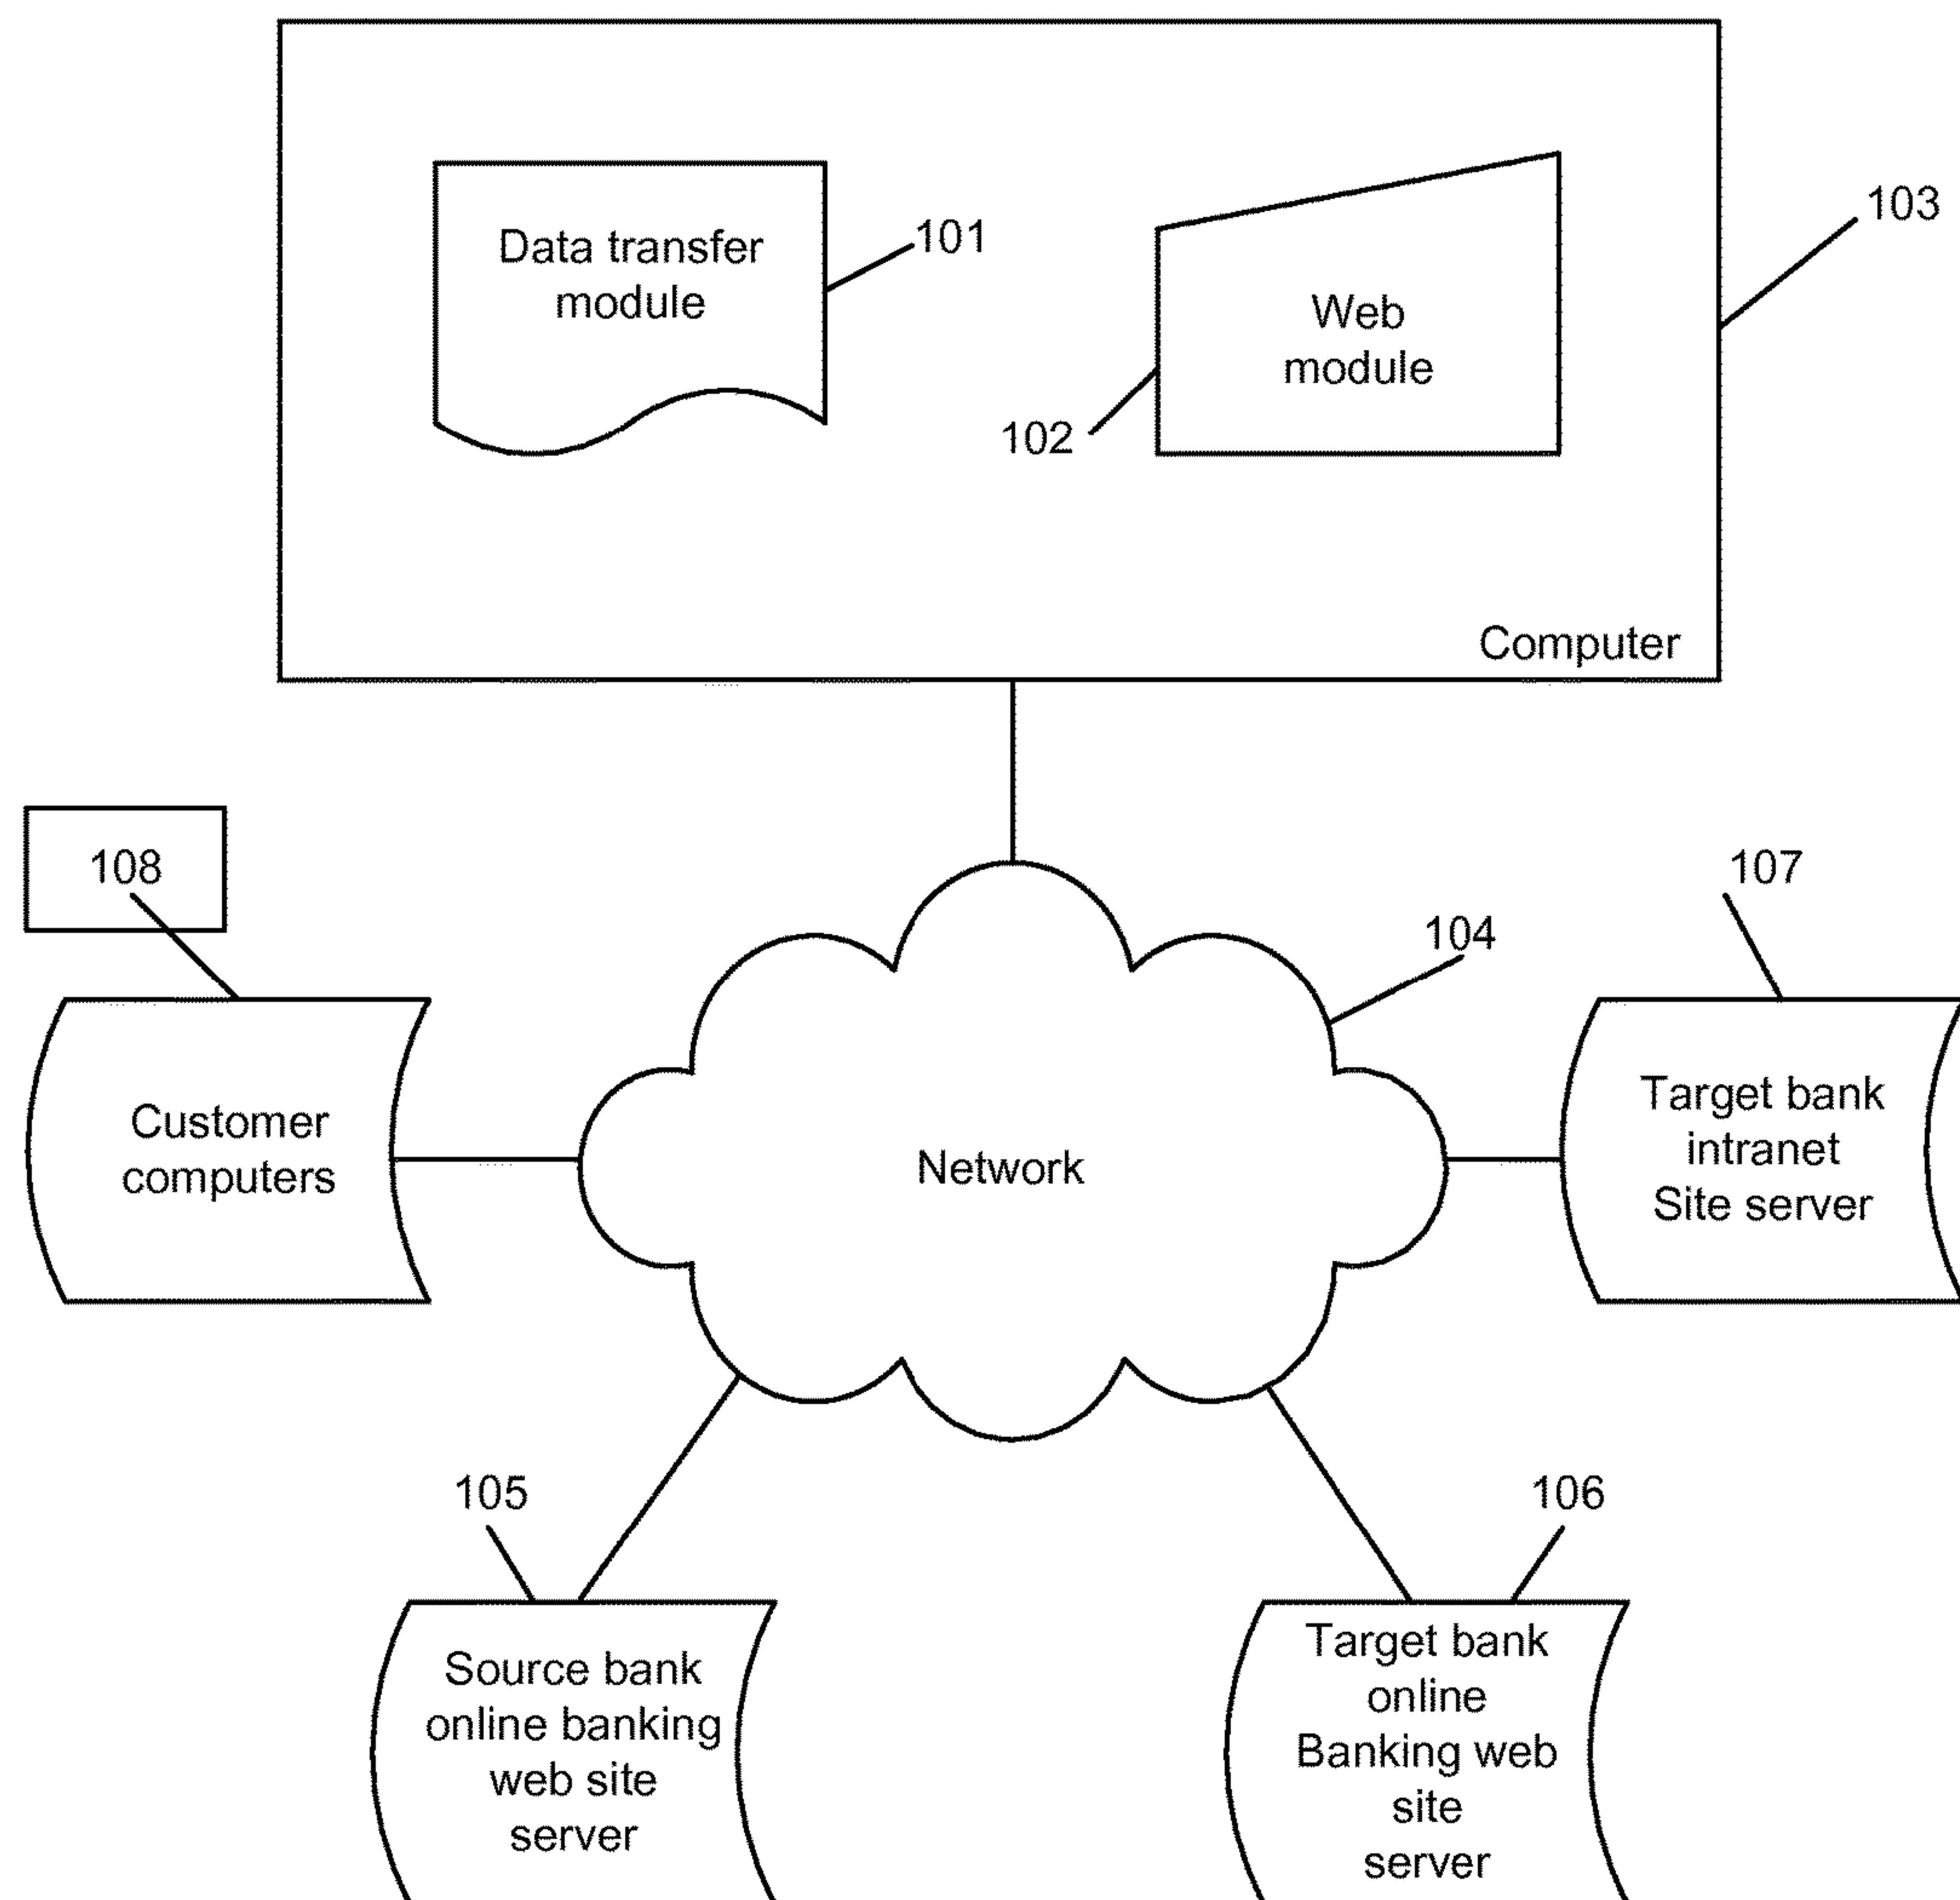 103
Data transfer
module
101
Web
module
102
Computer
108
107
104
Customer
computers
Network
Target bank
intranet
Site server
105
106
Source bank
online banking
web site
server
Target bank
online
Banking web
site
server